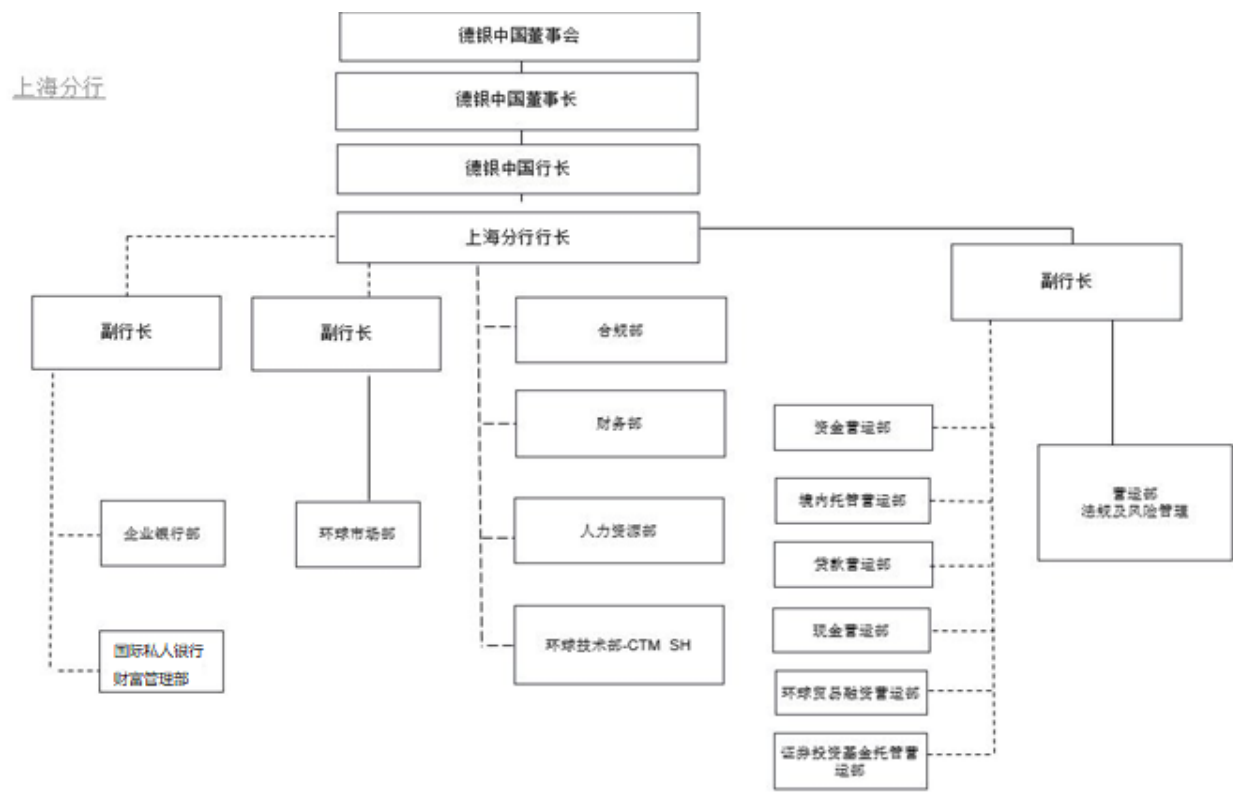 德银中国董事会
上海分行
德银中国董事长
德银中国行长
上海分行行长
副行长
副行长
副行长
合规部
财务部
人力资源部
环球技术部-CTM SH
企业银行部
国际私人银行
财富管理部
环球市场部
资金营运部
境内托管营运部
贷款营运部
现金营运部
环球贸易融资营运部
证券投资基金托管营
运部
营运部
法规及风险管理